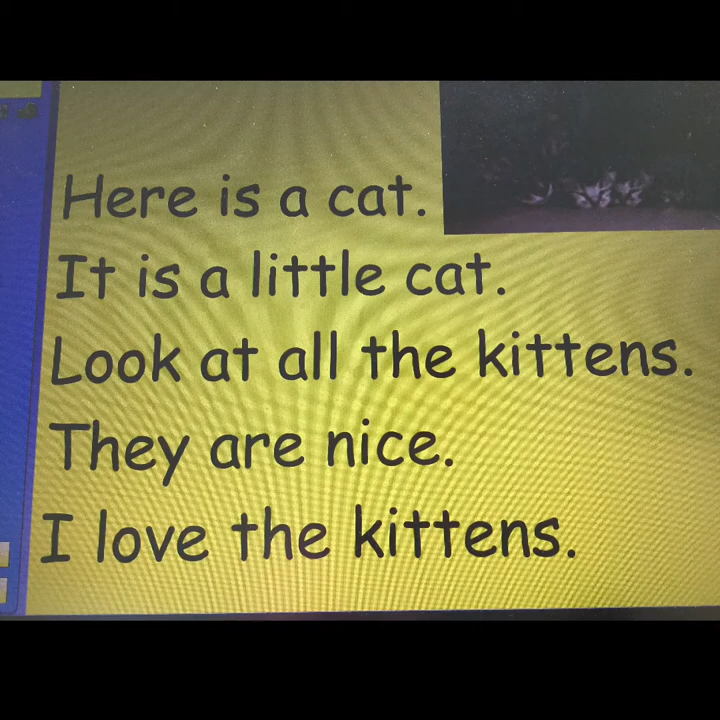 Here is a cat.
It is a little cat.
Look at all the kittens.
They are nice.
I love the kittens.